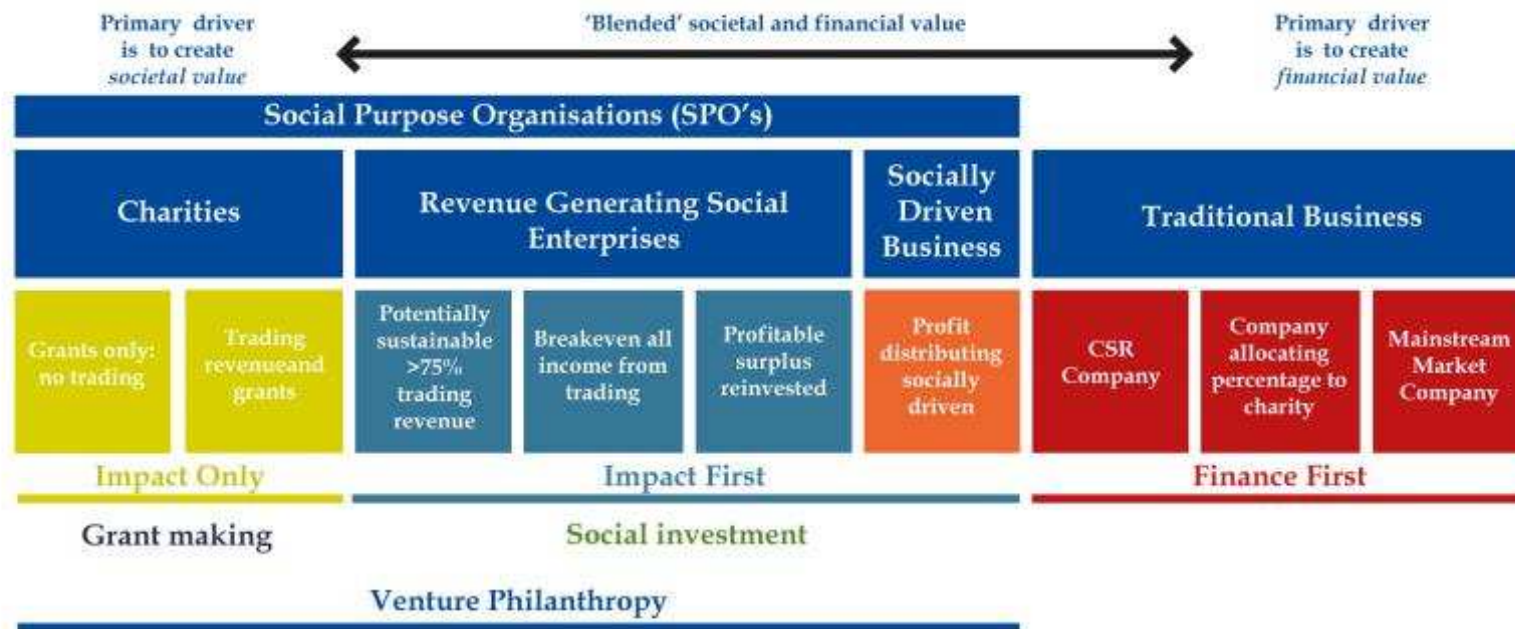 Primary driver
is to create
societal value
'Blended' societal and financial value
Primary driver
is to create
financial value
Social Purpose Organisations (SPO's)
Charities
Revenue Generating Social
Enterprises
Socially
Driven
Business
Traditional Business
Grants only:
no trading
Trading
revenueand
grants
Potentially
sustainable
>75%
trading
revenue
Breakeven all
income from
trading
Profitable
surplus
reinvested
Profit
distributing
socially
driven
CSR
Company
Company
allocating
percentage to
charity
Mainstream
Market
Company
Impact Only
Impact First
Finance First
Grant making
Social investment
Venture Philanthropy